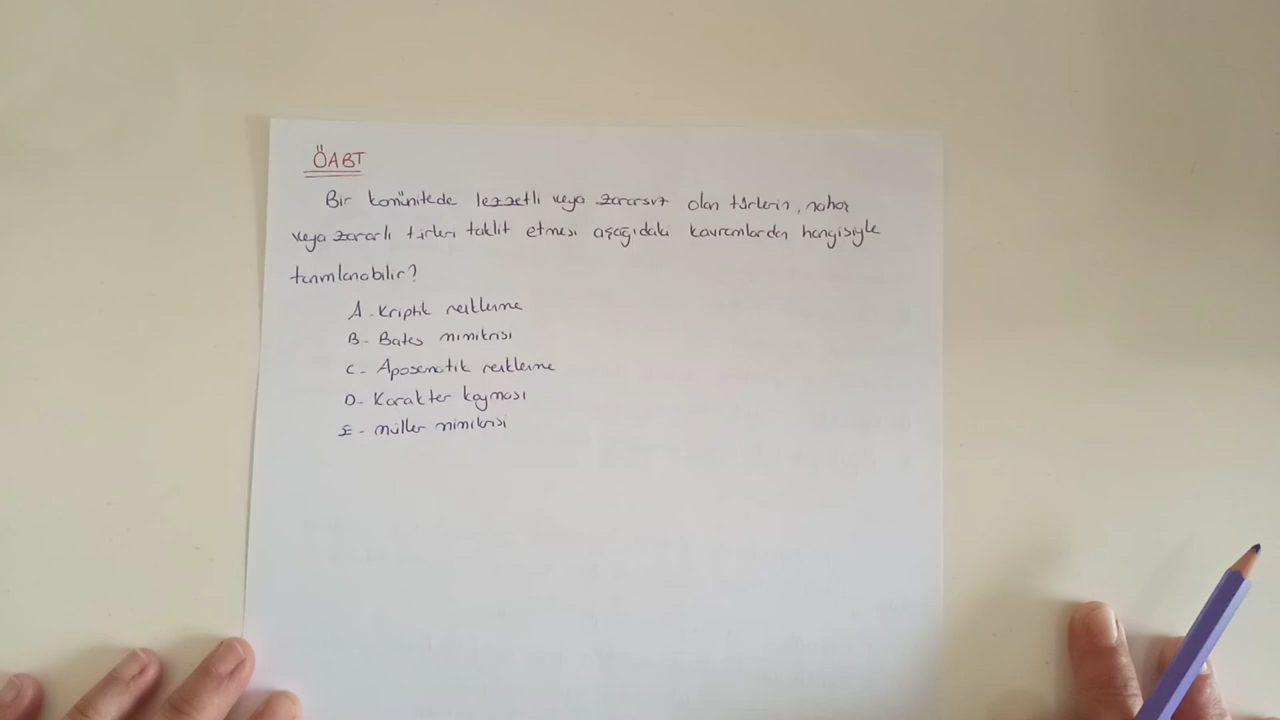 ÖABT
Bir komünitede lezzetli veya zararsız olan türlerin, nahoş
veya zararlı türleri taklit etmesi aşağıdaki kavramlardan hangisiyle
tanımlanabilir?
A - Kriptik renklenme
B - Bates mimikrisi
C - Aposematik renklenme
D - Karakter kayması
E - müller mimikrisi